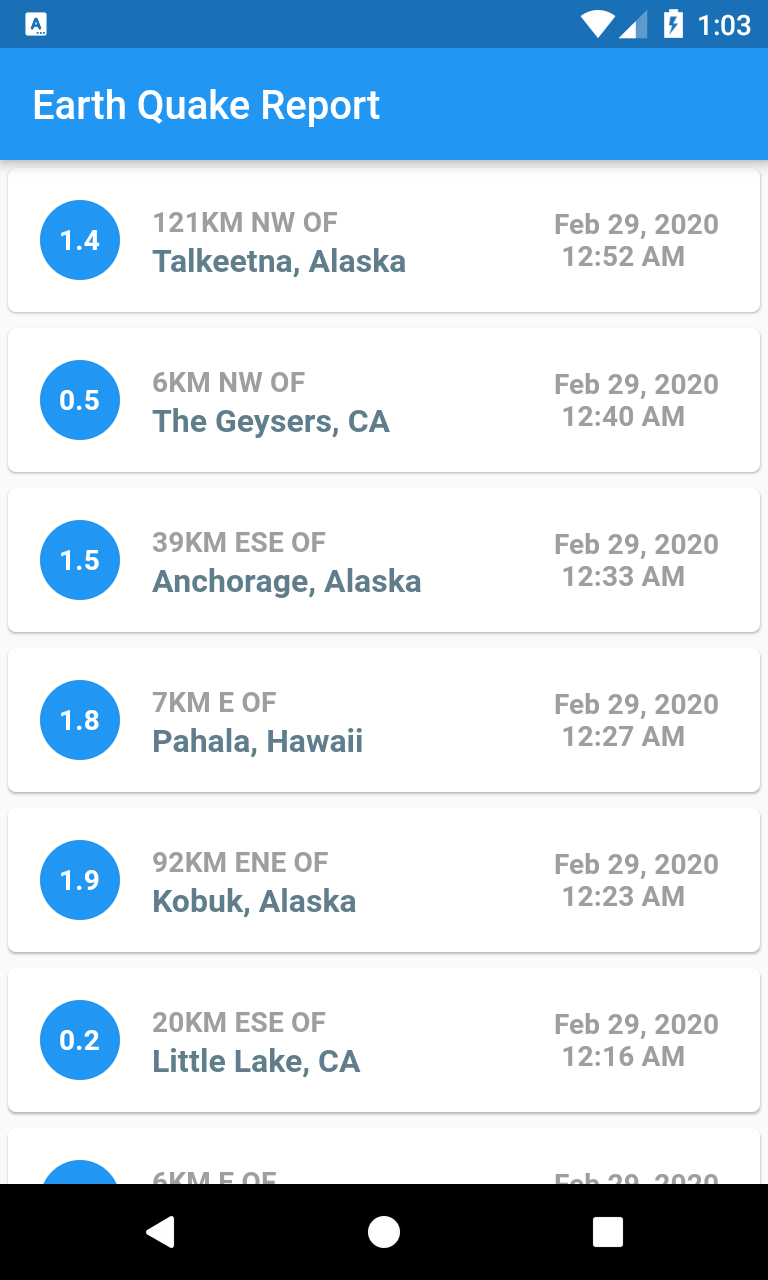 1:03
Earth Quake Report
1.4
121KM NW OF
Talkeetna, Alaska
Feb 29, 2020
12:52 AM
0.5
6KM NW OF
The Geysers, CA
Feb 29, 2020
12:40 AM
1.5
39KM ESE OF
Anchorage, Alaska
Feb 29, 2020
12:33 AM
1.8
7KM E OF
Pahala, Hawaii
Feb 29, 2020
12:27 AM
1.9
92KM ENE OF
Kobuk, Alaska
Feb 29, 2020
12:23 AM
0.2
20KM ESE OF
Little Lake, CA
Feb 29, 2020
12:16 AM
6KM E OF
Feb 29, 2020